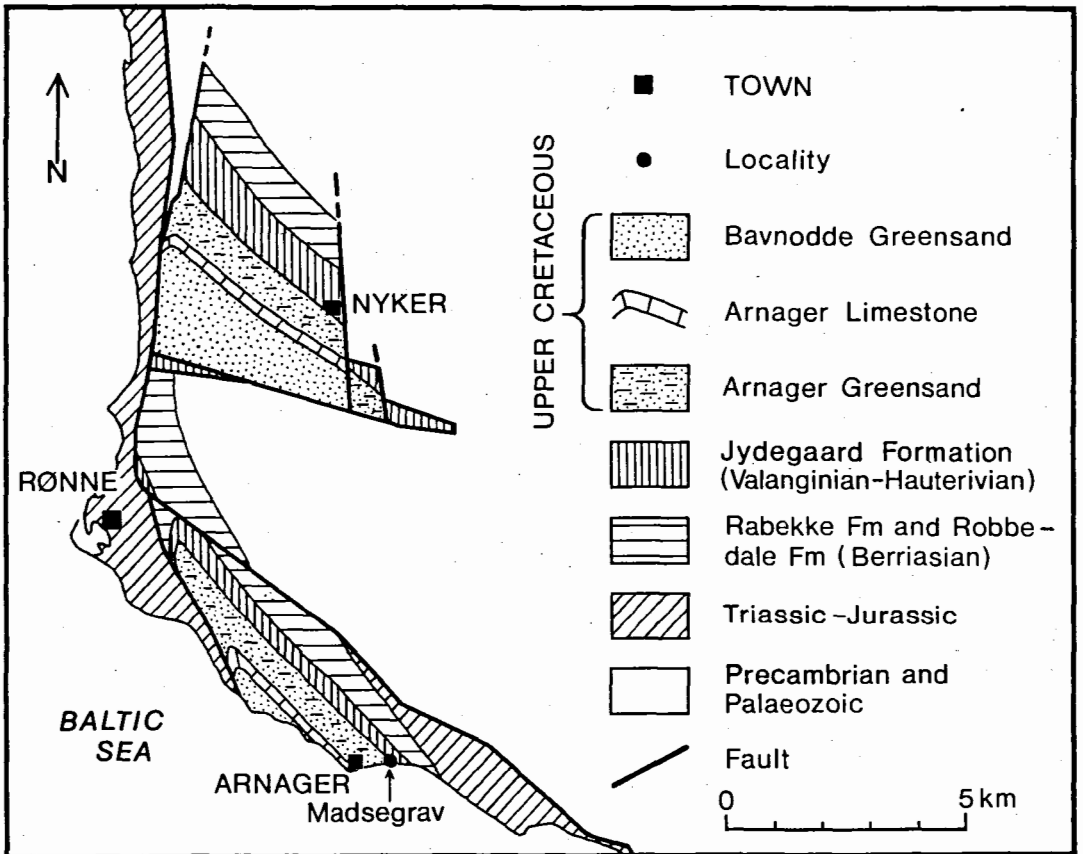 N
NYKER
RØNNE
BALTIC
SEA
ARNAGER
Madsegrav
TOWN
Locality
UPPER CRETACEOUS
Bavnodde Greensand
Arnager Limestone
Arnager Greensand
Jydegaard Formation
(Valanginian-Hauterivian)
Rabekke Fm and Robbe-
dale Fm (Berriasian)
Triassic-Jurassic
Precambrian and
Palaeozoic
Fault
0 5 km